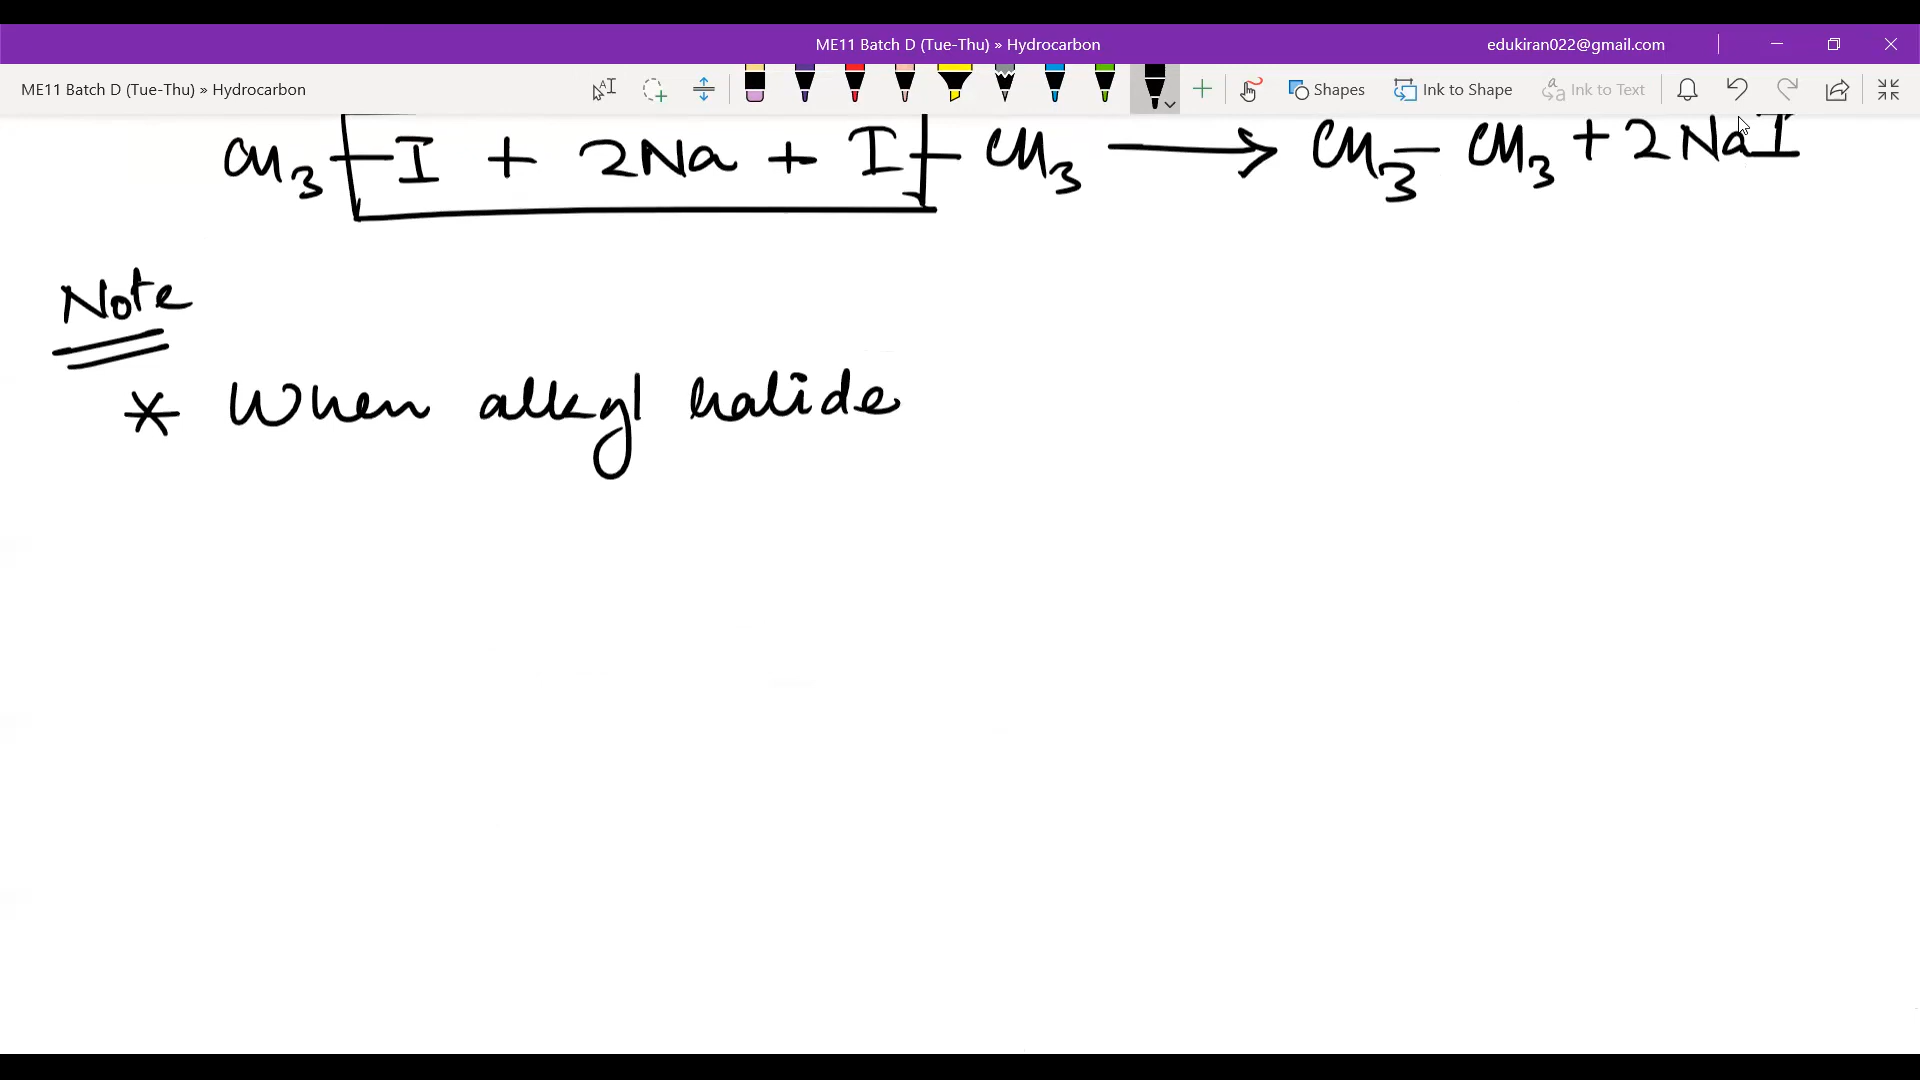 ME11 Batch D (Tue-Thu) » Hydrocarbon
edukiran022@gmail.com
ME11 Batch D (Tue-Thu) » Hydrocarbon
Shapes
Ink to Shape
Ink to Text
CH3 – I + 2Na + I – CH3 ⟶ CH3 – CH3 + 2NaI
Note
* When alkyl halide